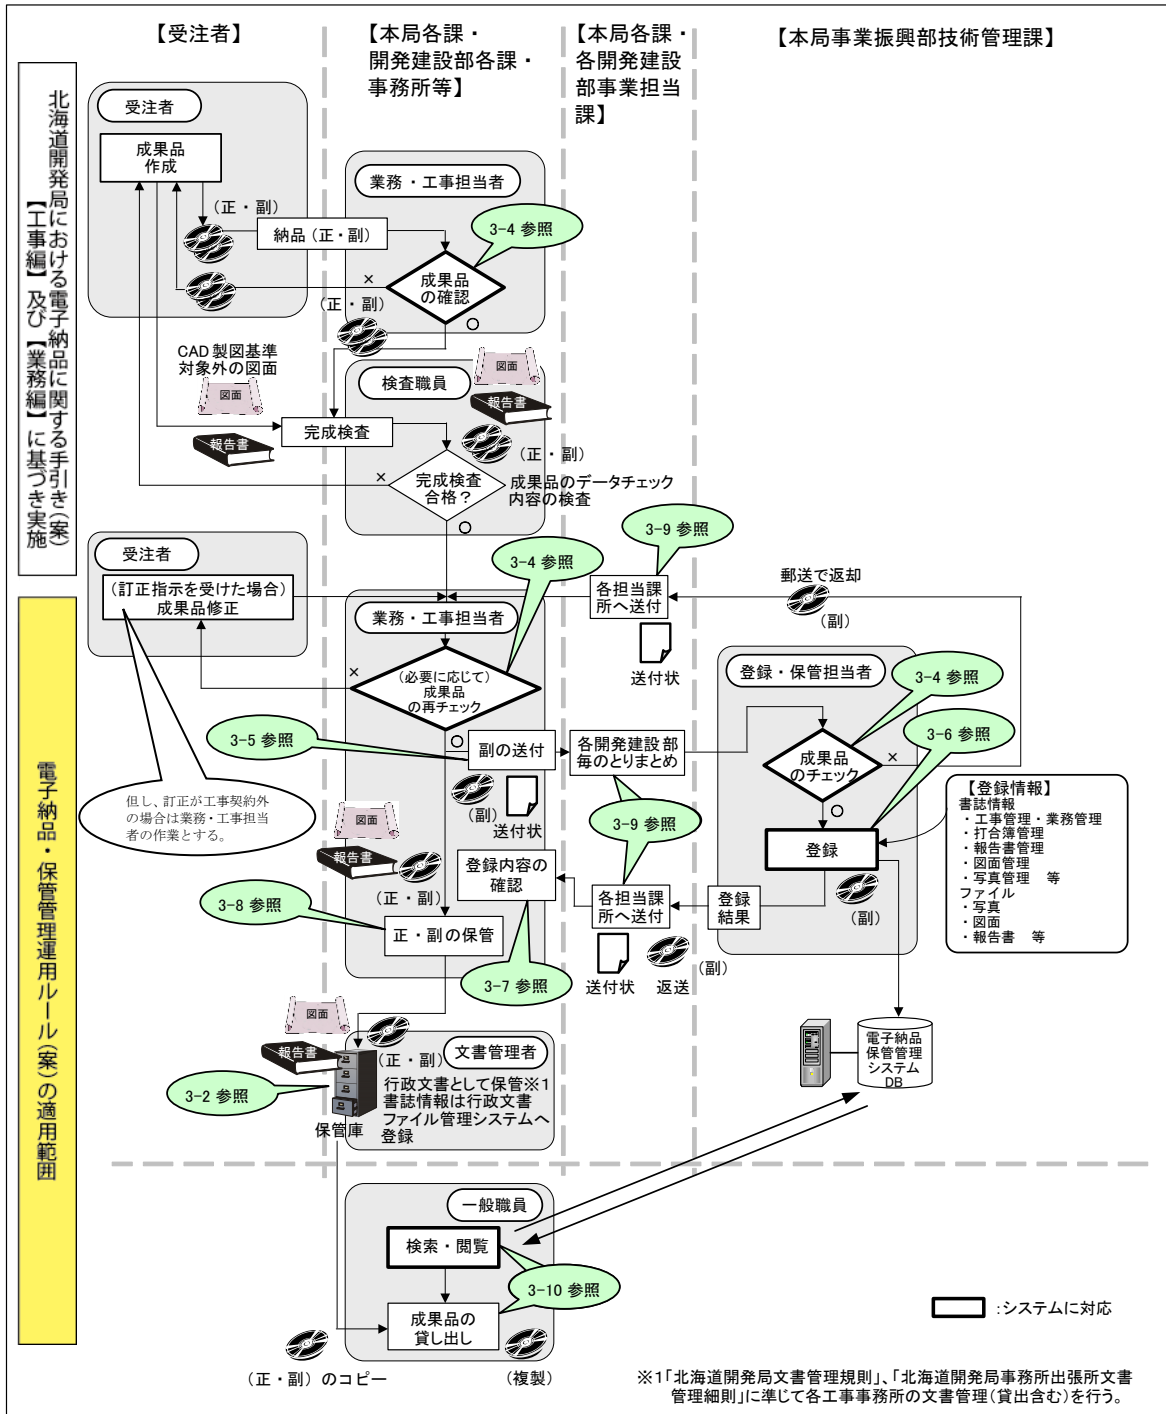 【受注者】
【本局各課・
開発建設部各課・
事務所等】
【本局各課・
各開発建設
部事業担当
課】
【本局事業振興部技術管理課】
北海道開発局における電子納品に関する手引き(案)
【工事編】及び【業務編】に基づき実施
受注者
成果品
作成
(正・副)
納品(正・副)
業務・工事担当者
3-4 参照
成果品
の確認
×
(正・副)
○
CAD製図基準
対象外の図面
図面
報告書
検査職員
図面
報告書
完成検査
(正・副)
完成検査
合格?
×
成果品のデータチェック
内容の検査
○
3-9 参照
3-4 参照
受注者
(訂正指示を受けた場合)
成果品修正
各担当課
所へ送付
郵送で返却
(副)
送付状
業務・工事担当者
×
(必要に応じて)
成果品
の再チェック
○
登録・保管担当者
3-4 参照
3-6 参照
3-5 参照
副の送付
各開発建設部
毎のとりまとめ
成果品
のチェック
×
○
電子納品・保管管理運用ルール(案)の適用範囲
但し、訂正が工事契約外
の場合は業務・工事担当
者の作業とする。
(副)
送付状
図面
報告書
(正・副)
3-9 参照
登録
(副)
【登録情報】
書誌情報
・工事管理・業務管理
・打合簿管理
・報告書管理
・図面管理
・写真管理 等
ファイル
・写真
・図面
・報告書 等
登録内容の
確認
各担当課
所へ送付
登録
結果
3-8 参照
正・副の保管
3-7 参照
送付状
返送
(副)
図面
報告書
(正・副)
文書管理者
3-2 参照
保管庫
行政文書として保管※1
書誌情報は行政文書
ファイル管理システムへ
登録
電子納品
保管管理
システム
DB
一般職員
検索・閲覧
3-10 参照
成果品の
貸し出し
(正・副)のコピー
(複製)
:システムに対応
※1「北海道開発局文書管理規則」、「北海道開発局事務所出張所文書
管理細則」に準じて各工事事務所の文書管理(貸出含む)を行う。